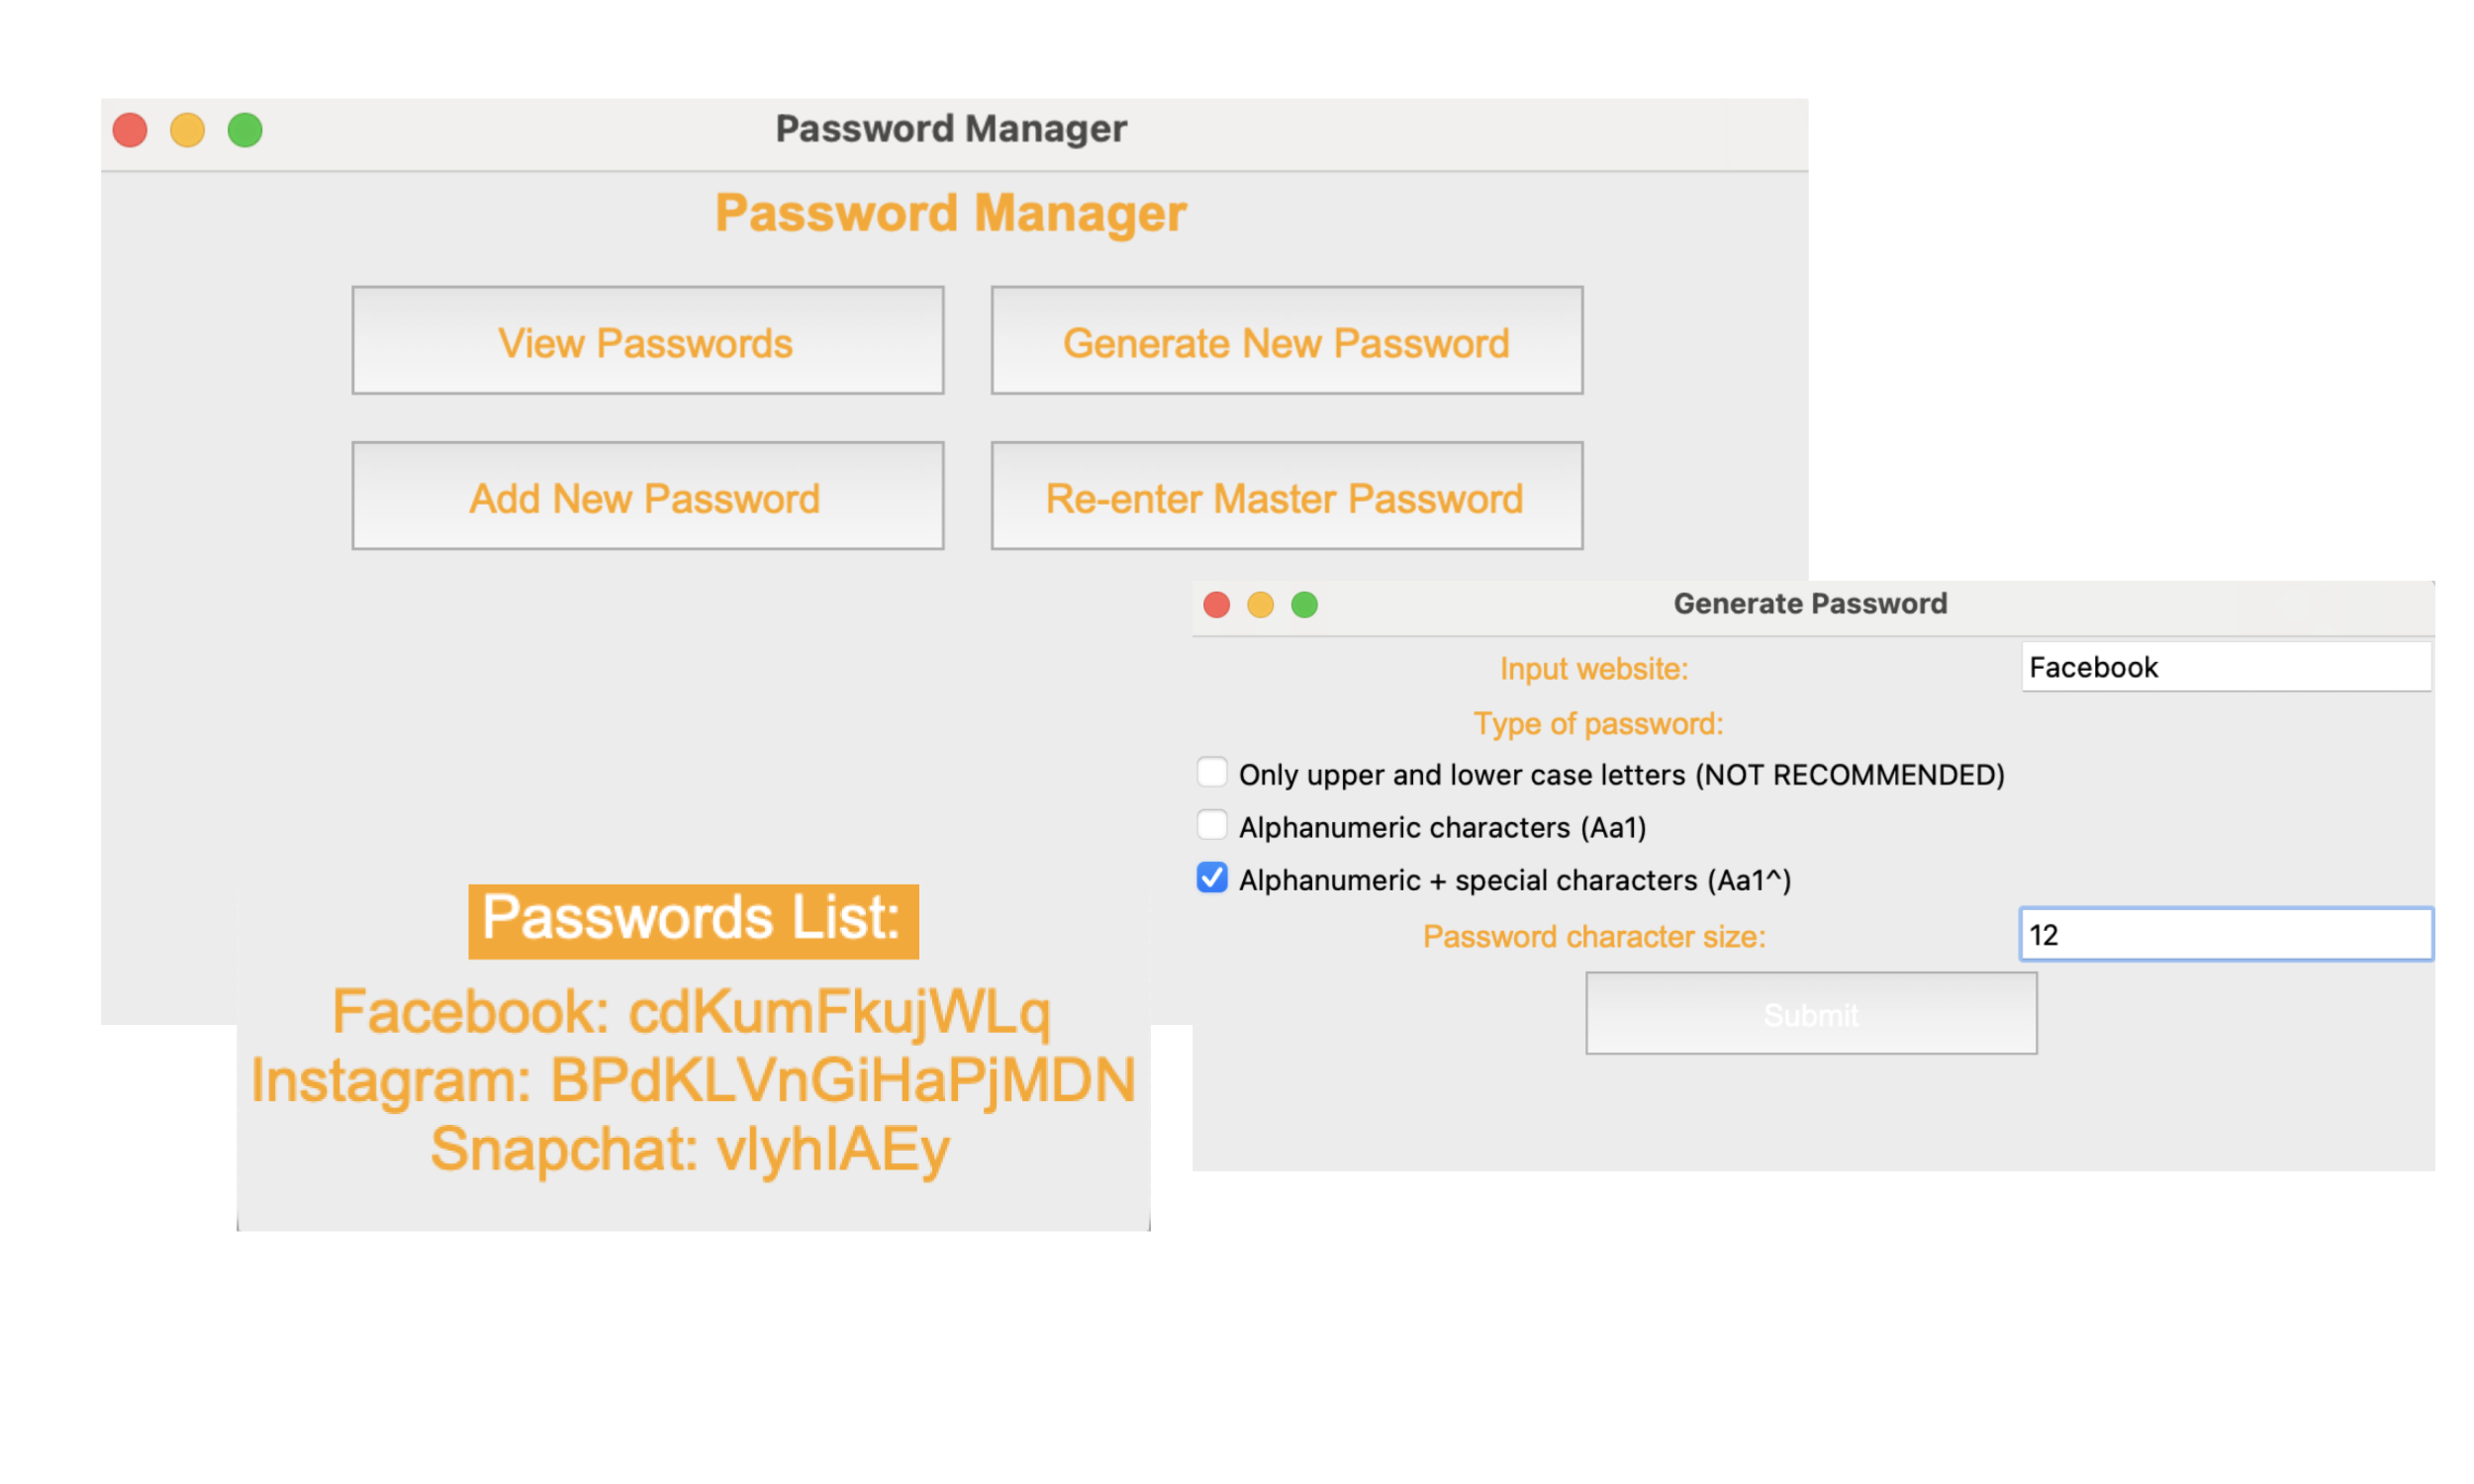 Password Manager
Password Manager
View Passwords
Generate New Password
Add New Password
Re-enter Master Password
Generate Password
Input website:
Facebook
Type of password:
Only upper and lower case letters (NOT RECOMMENDED)
Alphanumeric characters (Aa1)
Alphanumeric + special characters (Aa1^)
Password character size:
12
Submit
Passwords List:
Facebook: cdKumFkujWLq
Instagram: BPdKLVnGiHaPjMDN
Snapchat: